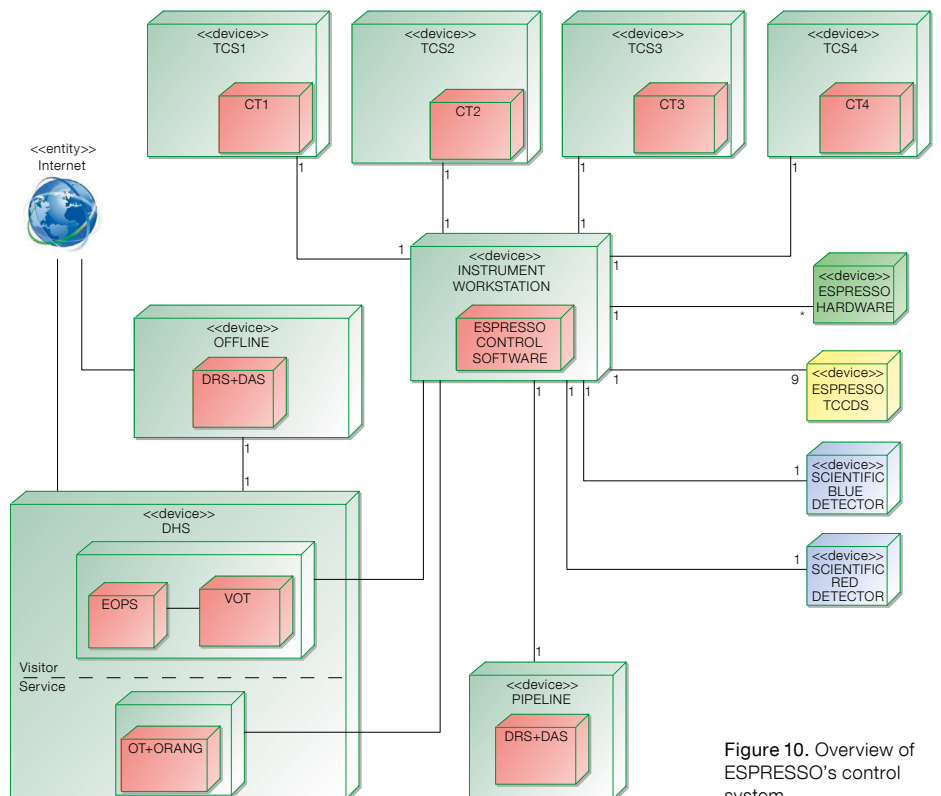 <<device>>
TCS1
CT1
<<device>>
TCS2
CT2
<<device>>
TCS3
CT3
<<device>>
TCS4
CT4
<<entity>>
Internet
1
1
1
1
1
1
1
1
<<device>>
INSTRUMENT
WORKSTATION
ESPRESSO
CONTROL
SOFTWARE
<<device>>
ESPRESSO
HARDWARE
1
*
<<device>>
OFFLINE
DRS+DAS
1
9
<<device>>
ESPRESSO
TCCDS
1
1
1
1
1
<<device>>
SCIENTIFIC
BLUE
DETECTOR
1
1
<<device>>
SCIENTIFIC
RED
DETECTOR
<<device>>
DHS
EOPS
VOT
Visitor
Service
OT+ORANG
1
<<device>>
PIPELINE
DRS+DAS
Figure 10. Overview of
ESPRESSO's control
system